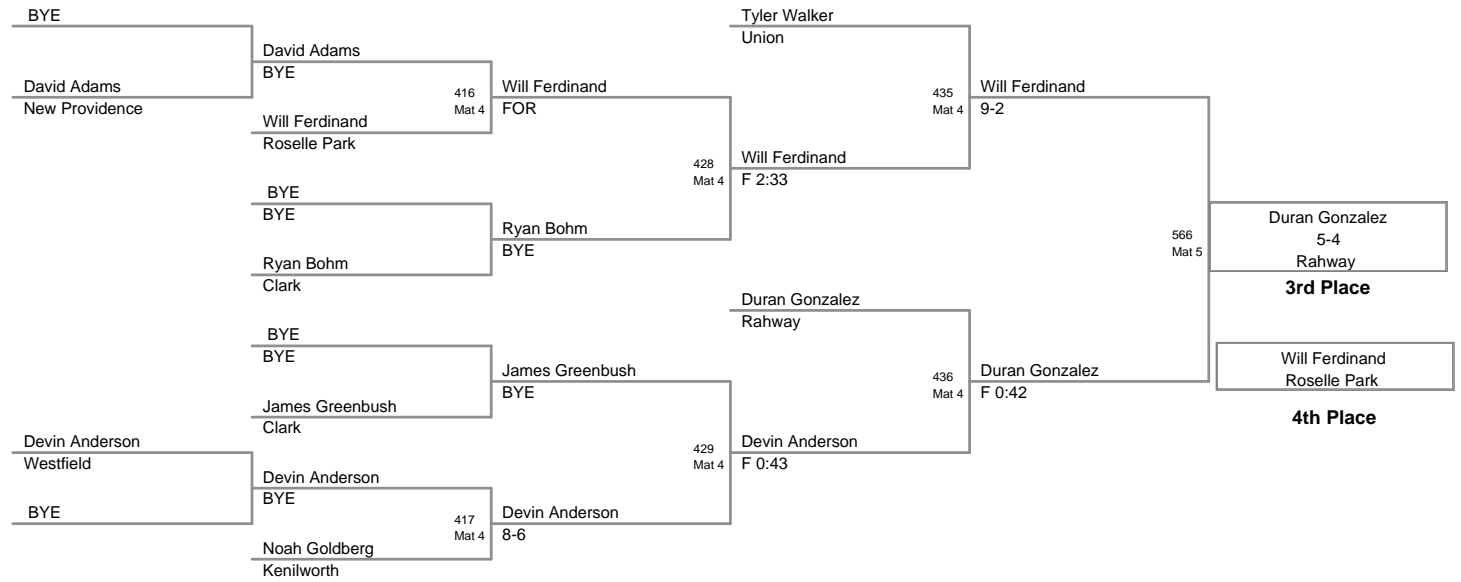 BYE
David Adams
New Providence
David Adams
BYE
416
Mat 4
Will Ferdinand
Roselle Park
Will Ferdinand
FOR
BYE
BYE
Ryan Bohm
Clark
Ryan Bohm
BYE
428
Mat 4
Tyler Walker
Union
Will Ferdinand
F 2:33
435
Mat 4
Will Ferdinand
9-2
BYE
BYE
James Greenbush
Clark
James Greenbush
BYE
Devin Anderson
Westfield
BYE
Devin Anderson
BYE
417
Mat 4
Noah Goldberg
Kenilworth
Devin Anderson
8-6
429
Mat 4
Duran Gonzalez
Rahway
Devin Anderson
F 0:43
436
Mat 4
Duran Gonzalez
F 0:42
566
Mat 5
Duran Gonzalez
5-4
Rahway
3rd Place
Will Ferdinand
Roselle Park
4th Place